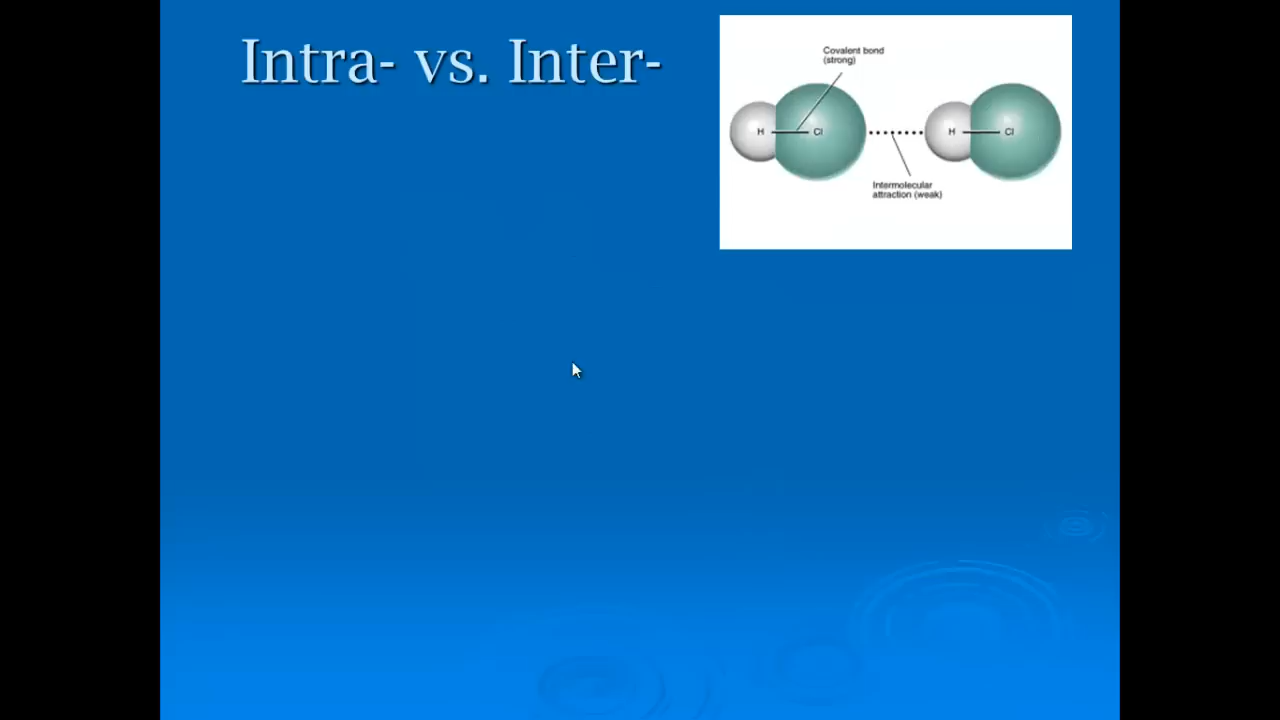 Intra- vs. Inter-
Covalent bond
(strong)
H
Cl
H
Cl
Intermolecular
attraction (weak)